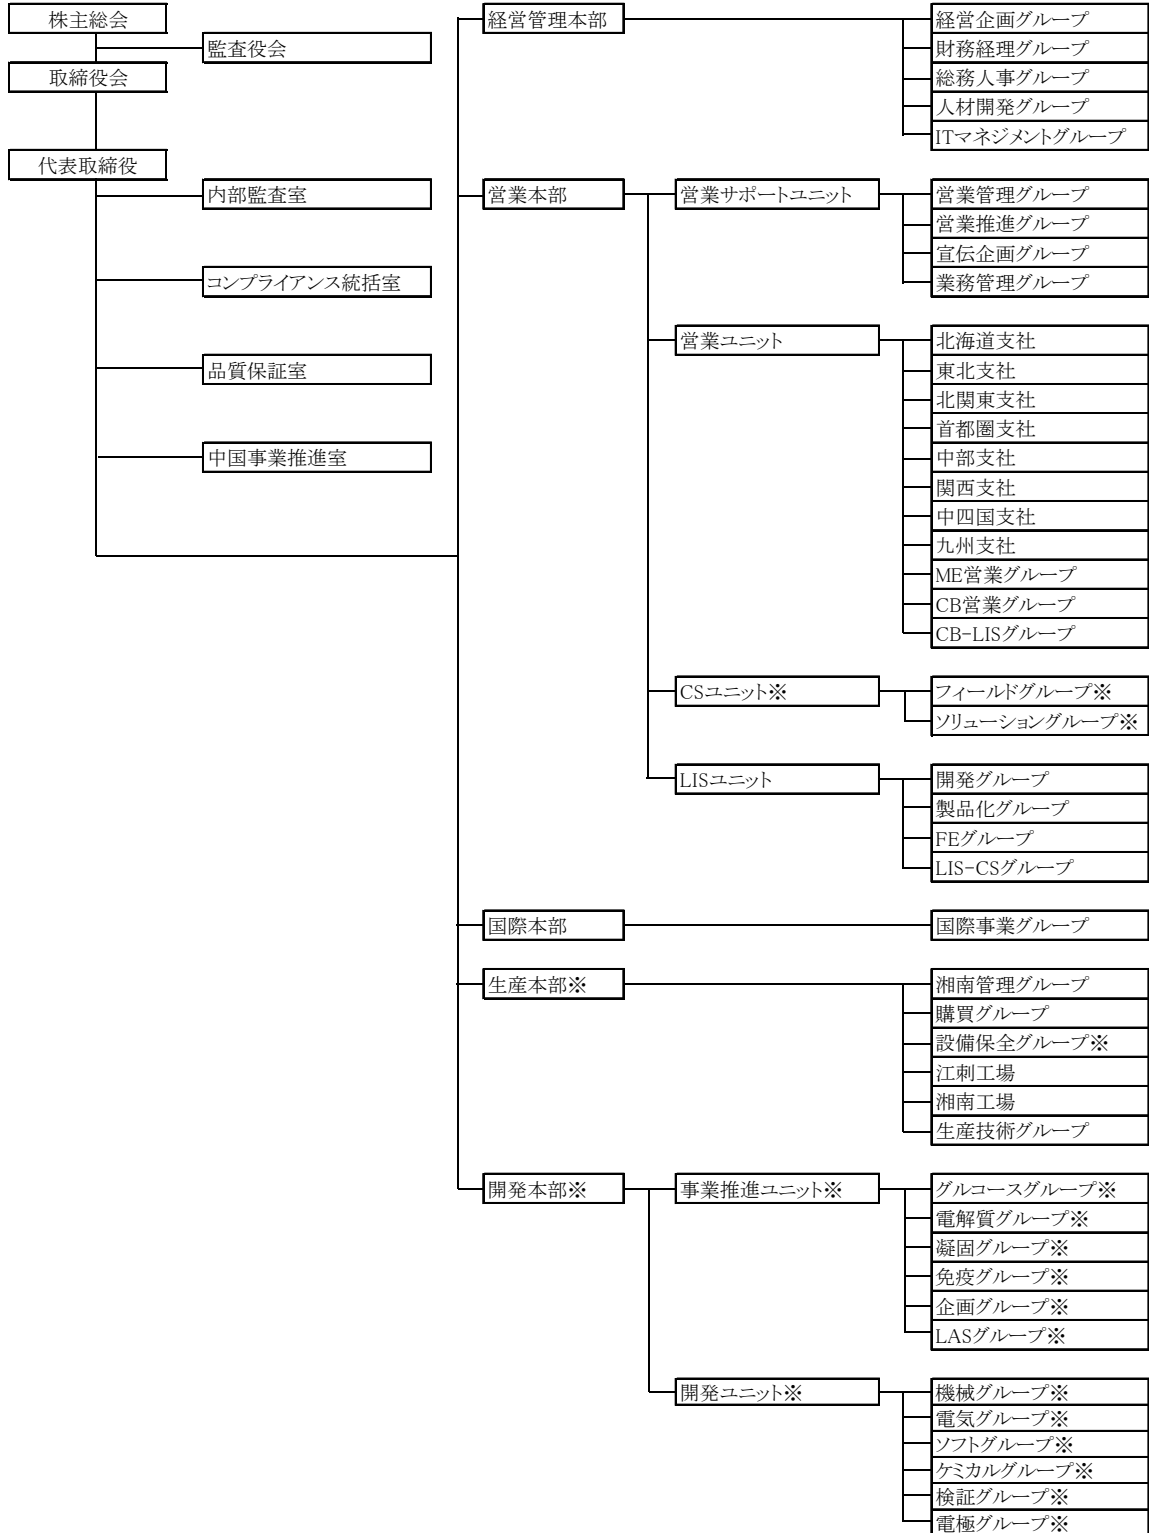 株主総会
監査役会
取締役会
代表取締役
内部監査室
コンプライアンス統括室
品質保証室
中国事業推進室
経営管理本部
経営企画グループ
財務経理グループ
総務人事グループ
人材開発グループ
ITマネジメントグループ
営業本部
営業サポートユニット
営業管理グループ
営業推進グループ
宣伝企画グループ
業務管理グループ
営業ユニット
北海道支社
東北支社
北関東支社
首都圏支社
中部支社
関西支社
中四国支社
九州支社
ME営業グループ
CB営業グループ
CB-LISグループ
CSユニット※
フィールドグループ※
ソリューショングループ※
LISユニット
開発グループ
製品化グループ
FEグループ
LIS-CSグループ
国際本部
国際事業グループ
生産本部※
湘南管理グループ
購買グループ
設備保全グループ※
江刺工場
湘南工場
生産技術グループ
開発本部※
事業推進ユニット※
グルコースグループ※
電解質グループ※
凝固グループ※
免疫グループ※
企画グループ※
LASグループ※
開発ユニット※
機械グループ※
電気グループ※
ソフトグループ※
ケミカルグループ※
検証グループ※
電極グループ※